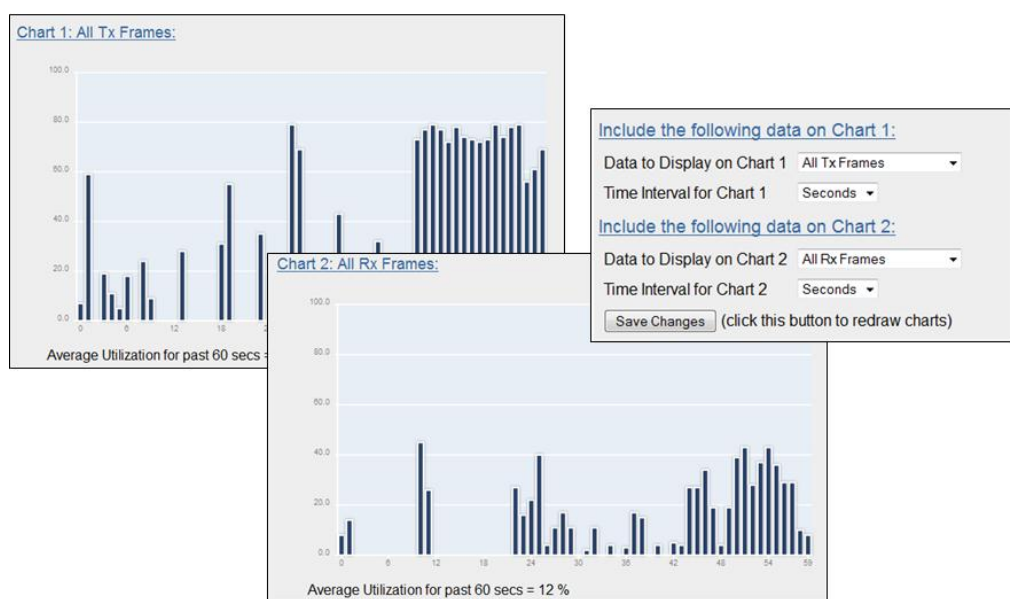 Chart 1: All Tx Frames:
100.0
80.0
60.0
40.0
20.0
0.0
0 6 12 18
Average Utilization for past 60 secs =
Include the following data on Chart 1:
Data to Display on Chart 1 All Tx Frames
Time Interval for Chart 1 Seconds
Include the following data on Chart 2:
Data to Display on Chart 2 All Rx Frames
Time Interval for Chart 2 Seconds
Save Changes (click this button to redraw charts)
Chart 2: All Rx Frames:
100.0
80.0
60.0
40.0
20.0
0.0
0 6 12 18 24 30 36 42 48 54 59
Average Utilization for past 60 secs = 12 %